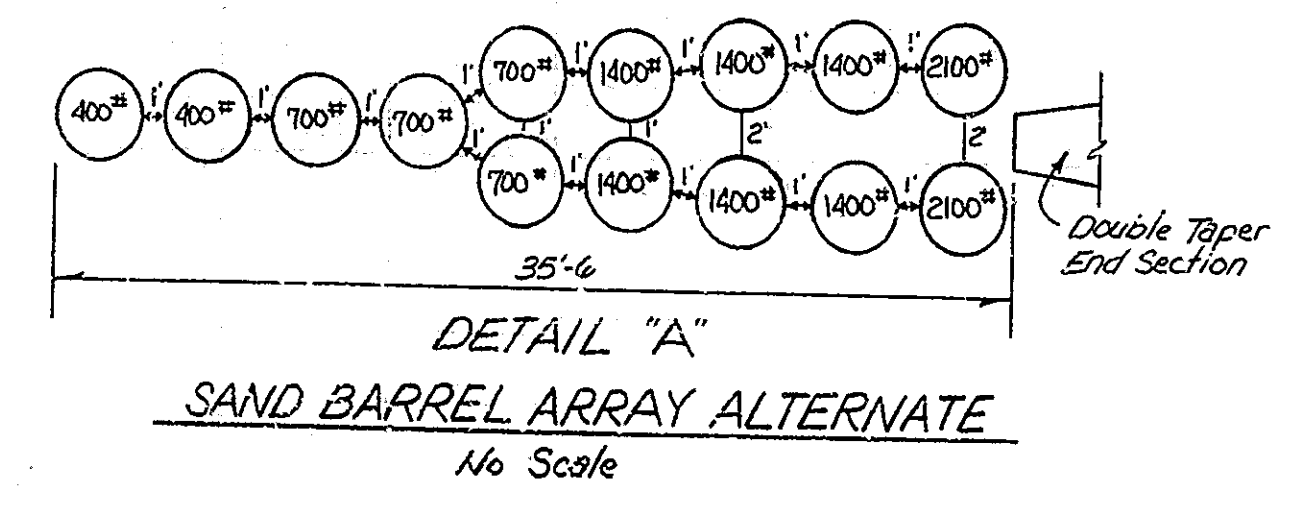 1' 1' 1' 1'
700# 1400# 1400# 1400# 2100#
1' 1' 1' 1'
400# 400# 700# 700#
1' 1' 1' 2' 2'
1' 1' 1' 1'
700# 1400# 1400# 1400# 2100#
Double Taper
End Section
35'-6
DETAIL "A"
SAND BARREL ARRAY ALTERNATE
No Scale